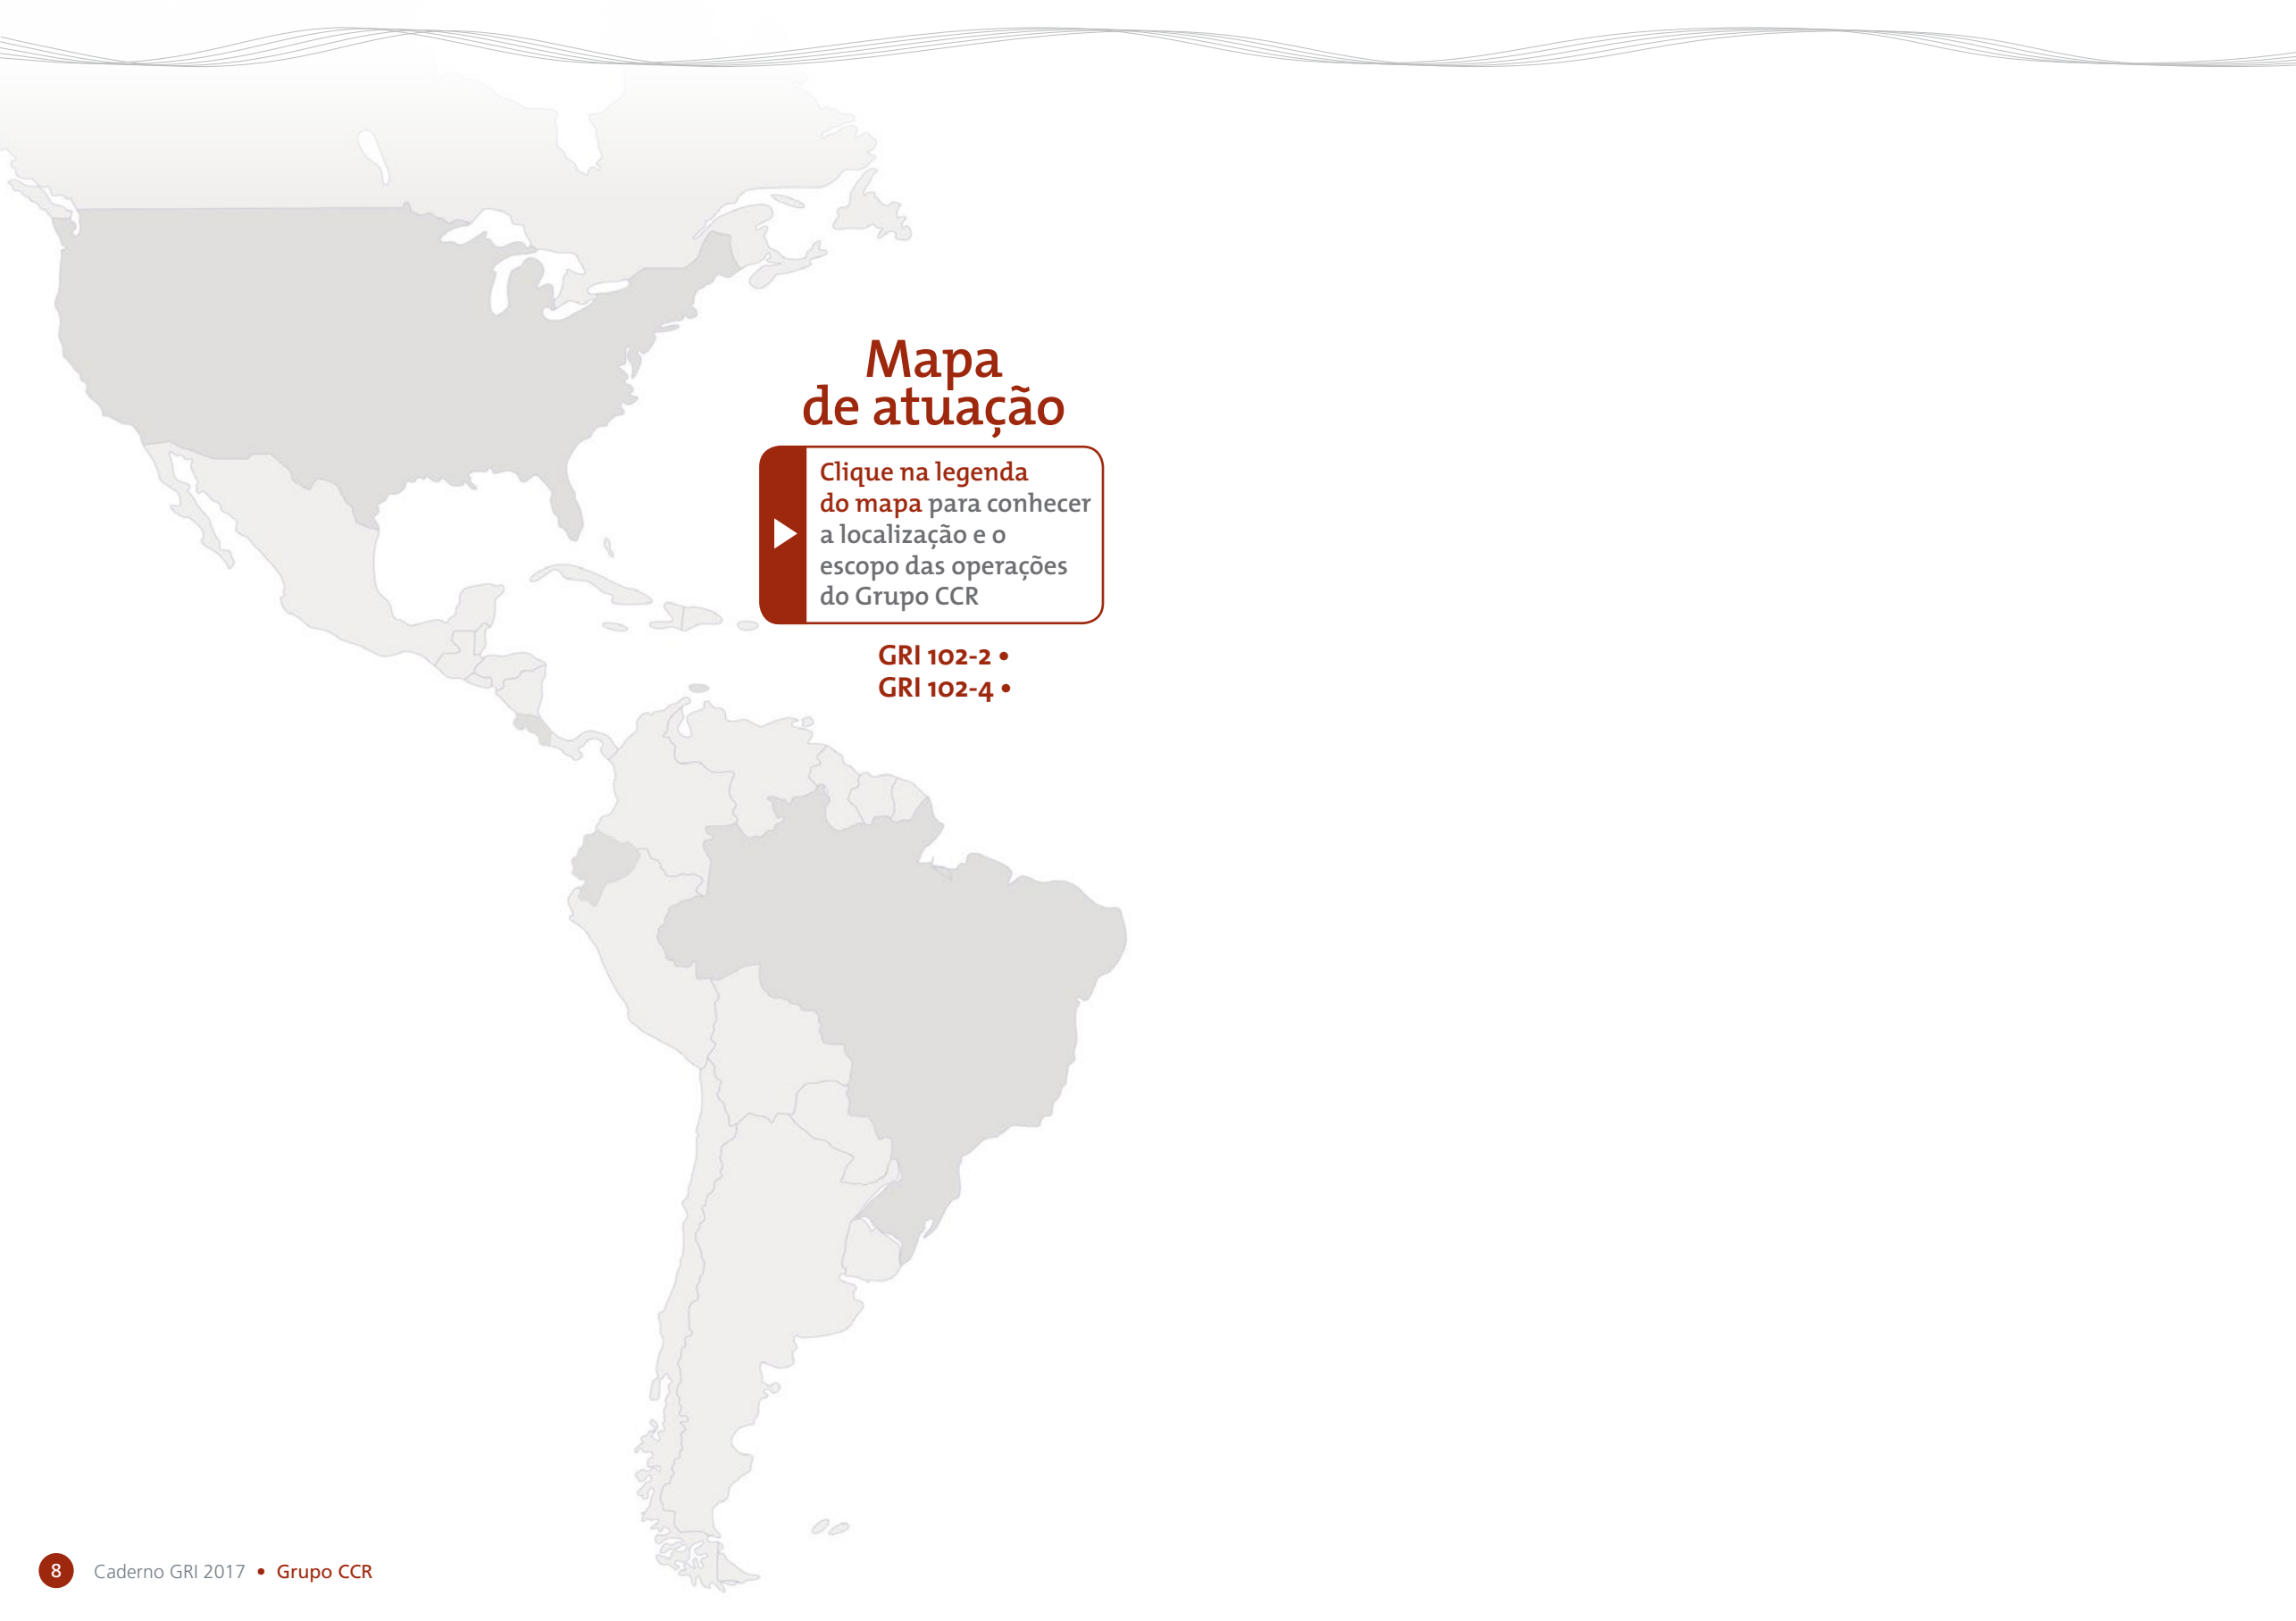 Mapa
de atuação
Clique na legenda
do mapa para conhecer
a localização e o
escopo das operações
do Grupo CCR
GRI 102-2 •
GRI 102-4 •
8 Caderno GRI 2017 • Grupo CCR